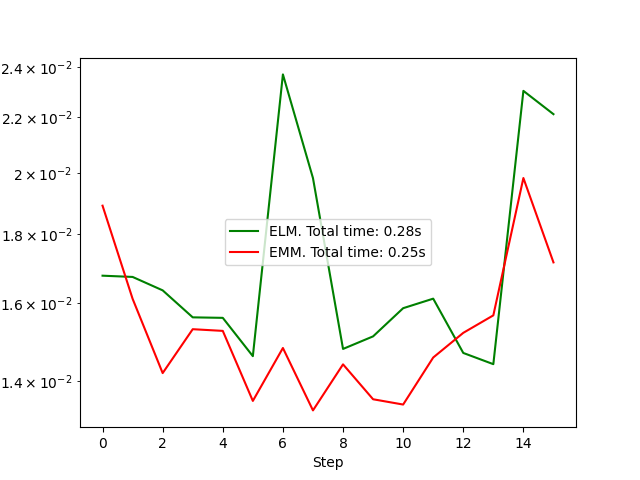 2.4 × 10⁻²
2.2 × 10⁻²
2 × 10⁻²
1.8 × 10⁻²
1.6 × 10⁻²
1.4 × 10⁻²
ELM. Total time: 0.28s
EMM. Total time: 0.25s
0 2 4 6 8 10 12 14
Step